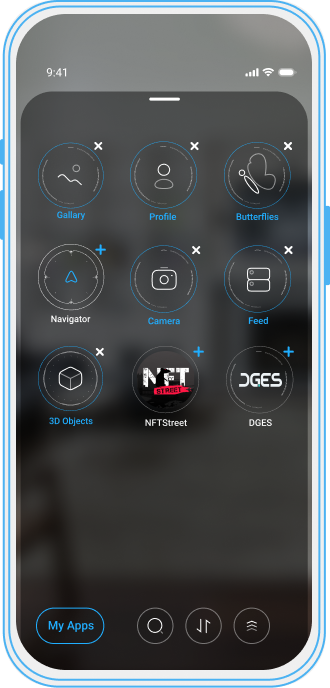 9:41
Gallary
Profile
Butterflies
Navigator
Camera
Feed
3D Objects
NFT
STREET
NFTStreet
DGES
DGES
My Apps